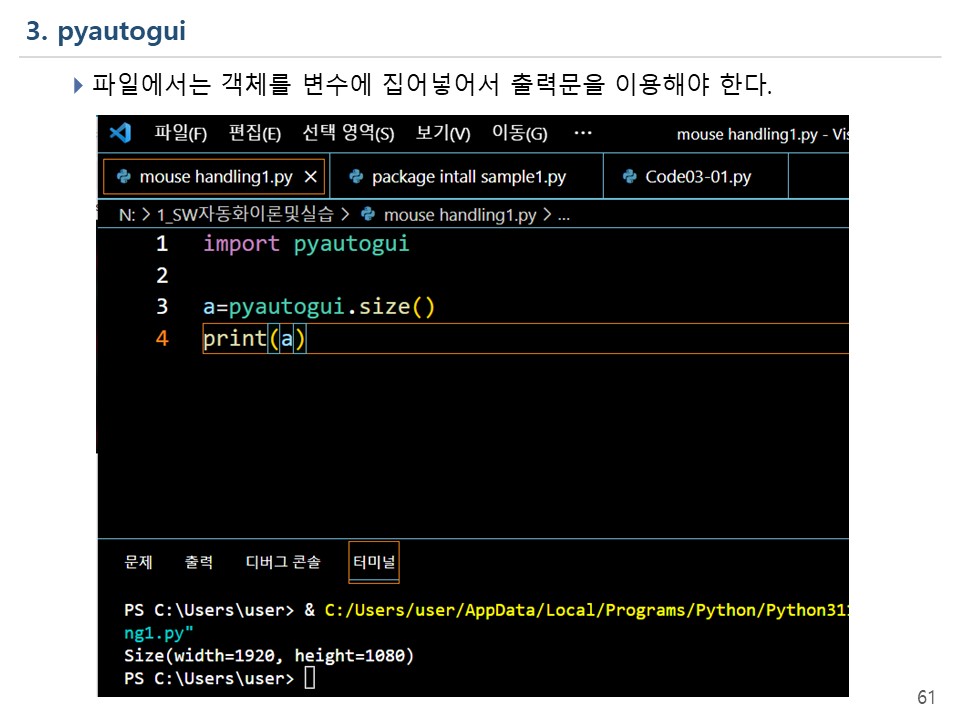 3. pyautogui
파일에서는 객체를 변수에 집어넣어서 출력문을 이용해야 한다.
파일(F) 편집(E) 선택 영역(S) 보기(V) 이동(G) ··· mouse handling1.py - Vis
mouse handling1.py × package intall sample1.py Code03-01.py
N: > 1_SW자동화이론및실습 > mouse handling1.py > ...
1 import pyautogui
2
3 a=pyautogui.size()
4 print(a)
문제 출력 디버그 콘솔 터미널
PS C:\Users\user> & C:/Users/user/AppData/Local/Programs/Python/Python311
ng1.py"
Size(width=1920, height=1080)
PS C:\Users\user>
61